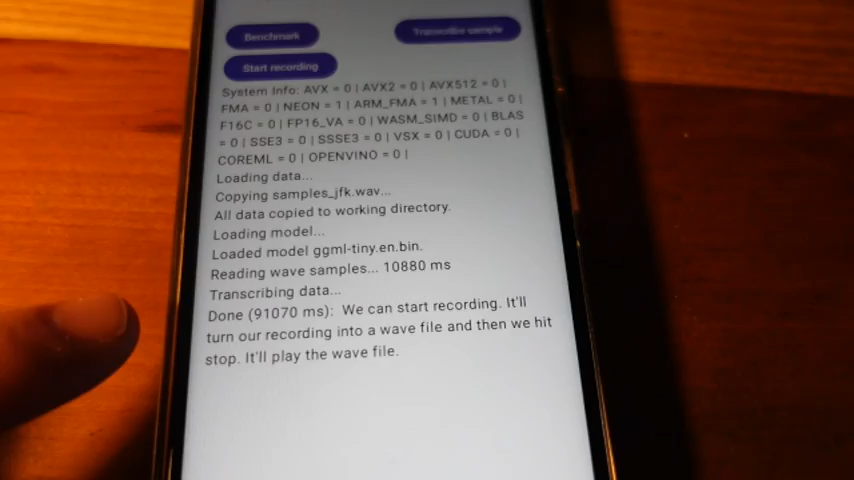 Benchmark
Transcribe sample
Start recording
System Info: AVX = 0 | AVX2 = 0 | AVX512 = 0 |
FMA = 0 | NEON = 1 | ARM_FMA = 1 | METAL = 0 |
F16C = 0 | FP16_VA = 0 | WASM_SIMD = 0 | BLAS
= 0 | SSE3 = 0 | SSSE3 = 0 | VSX = 0 | CUDA = 0 |
COREML = 0 | OPENVINO = 0 |
Loading data...
Copying samples_jfk.wav...
All data copied to working directory.
Loading model...
Loaded model ggml-tiny.en.bin.
Reading wave samples... 10880 ms
Transcribing data...
Done (91070 ms):  We can start recording. It'll
turn our recording into a wave file and then we hit
stop. It'll play the wave file.